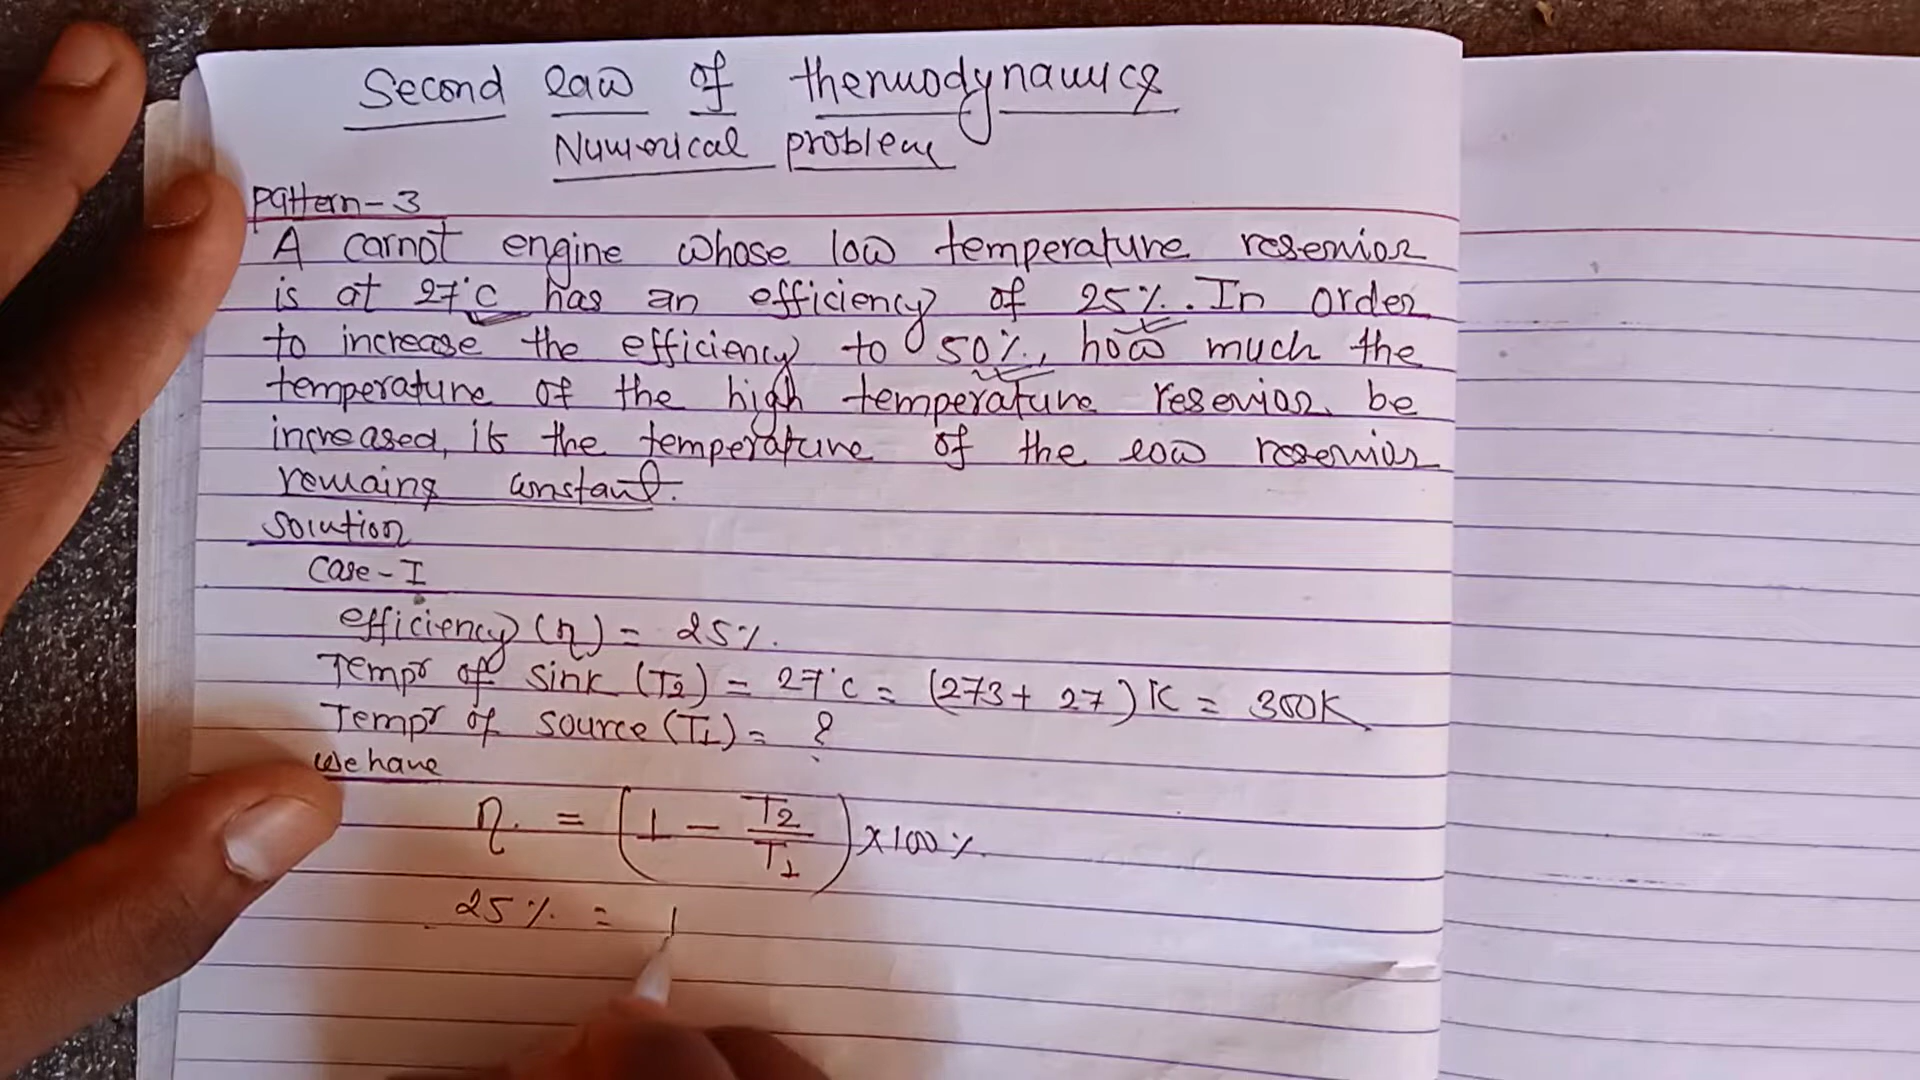 Second law of thermodynamics
Numerical problem
Pattern-3
A carnot engine whose low temperature reservior
is at 27°C has an efficiency of 25%. In order
to increase the efficiency to 50%, how much the
temperature of the high temperature reservior be
increased, if the temperature of the low reservior
remains constant.
Solution
Case-I
efficiency (η) = 25%.
Tempr of sink (T2) = 27°C = (273+ 27)K = 300K
Tempr of source (T1) = ?
We have
η = (1 - T2/T1) ×100%
25% = 1